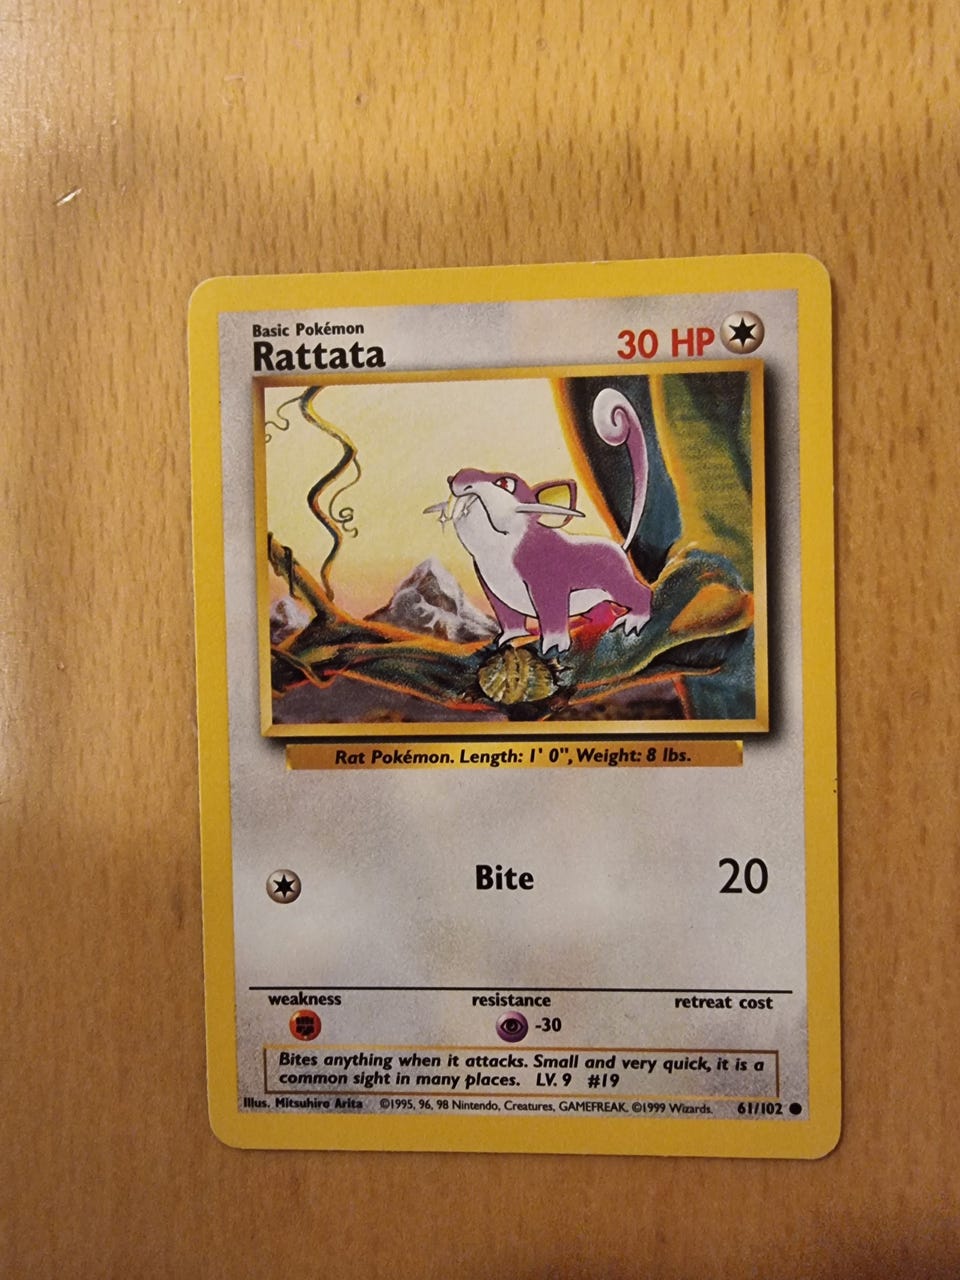 Basic Pokémon
Rattata
30 HP
Rat Pokémon. Length: 1' 0", Weight: 8 lbs.
Bite 20
weakness resistance retreat cost
-30
Bites anything when it attacks. Small and very quick, it is a
common sight in many places. LV. 9 #19
Illus. Mitsuhiro Arita ©1995, 96, 98 Nintendo, Creatures, GAMEFREAK. ©1999 Wizards. 61/102